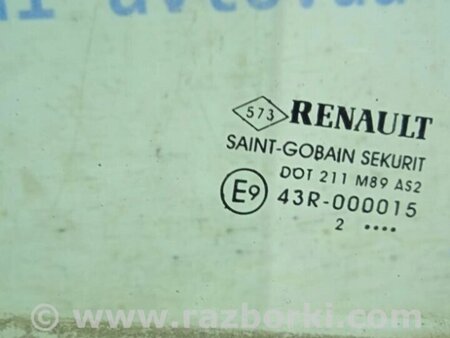 573 RENAULT
SAINT-GOBAIN SEKURIT
DOT 211 M89 AS2
E9 43R-000015
2 ••••
© www.razborki.com